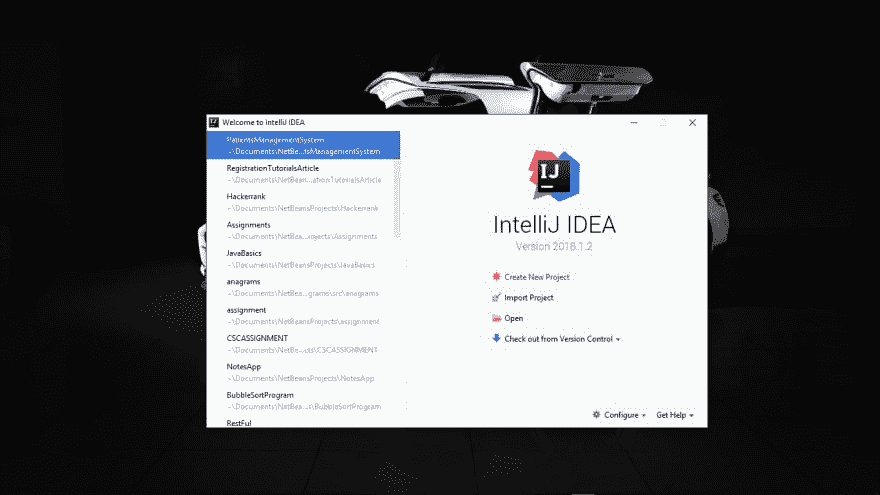 Welcome to IntelliJ IDEA
PatientsManagementSystem
~\Documents\NetBe...tsManagementSystem
RegistrationTutorialsArticle
~\Documents\NetBean...ationTutorialsArticle
Hackerrank
~\Documents\NetBeansProjects\Hackerrank
Assignments
~\Documents\NetBea...rojects\Assignments
JavaBasics
~\Documents\NetBeansProjects\JavaBasics
anagrams
~\Documents\NetBea...grams\src\anagrams
assignment
~\Documents\NetBeansProjects\assignment
CSCASSIGNMENT
~\Documents\NetBe...cts\CSCASSIGNMENT
NotesApp
~\Documents\NetBeansProjects\NotesApp
BubbleSortProgram
~\Documents\NetBea...s\BubbleSortProgram
RestFul
IJ
IntelliJ IDEA
Version 2018.1.2
Create New Project
Import Project
Open
Check out from Version Control
Configure
Get Help